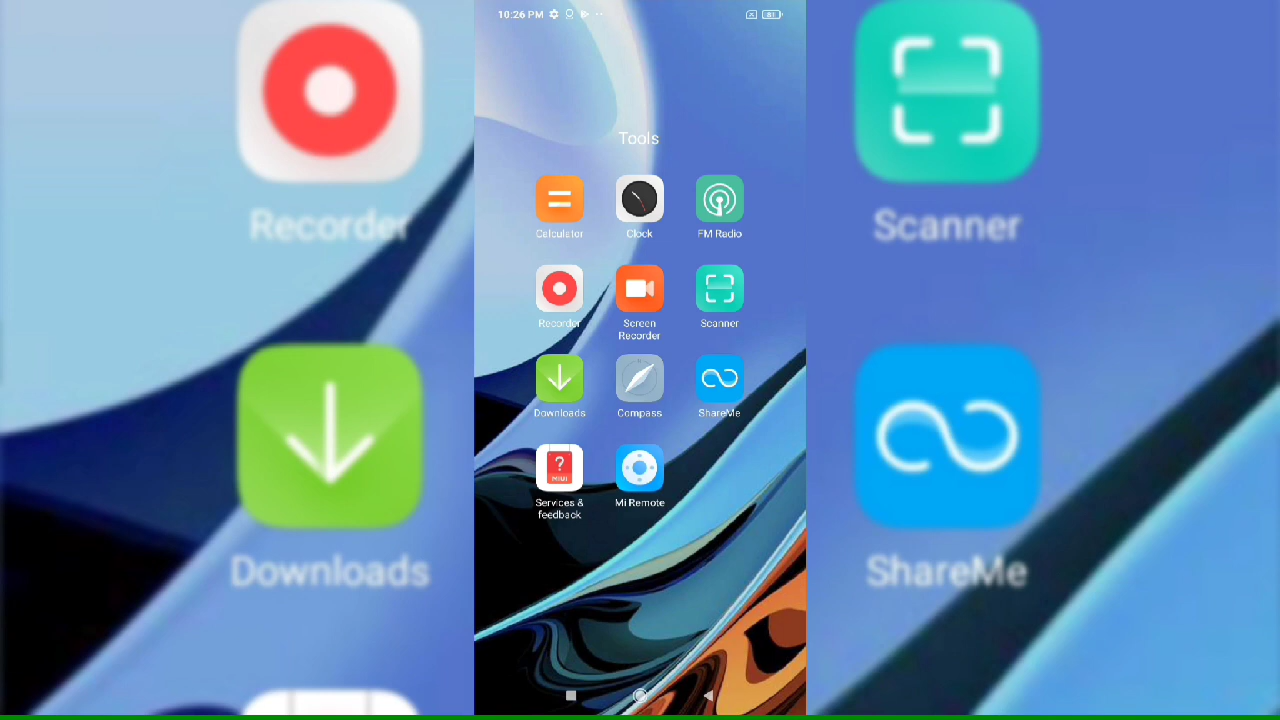 10:26 PM
Tools
Calculator
Clock
FM Radio
Recorder
Screen
Recorder
Scanner
Downloads
Compass
ShareMe
?
MIUI
Services &
feedback
Mi Remote
Recorder
Downloads
Scanner
ShareMe